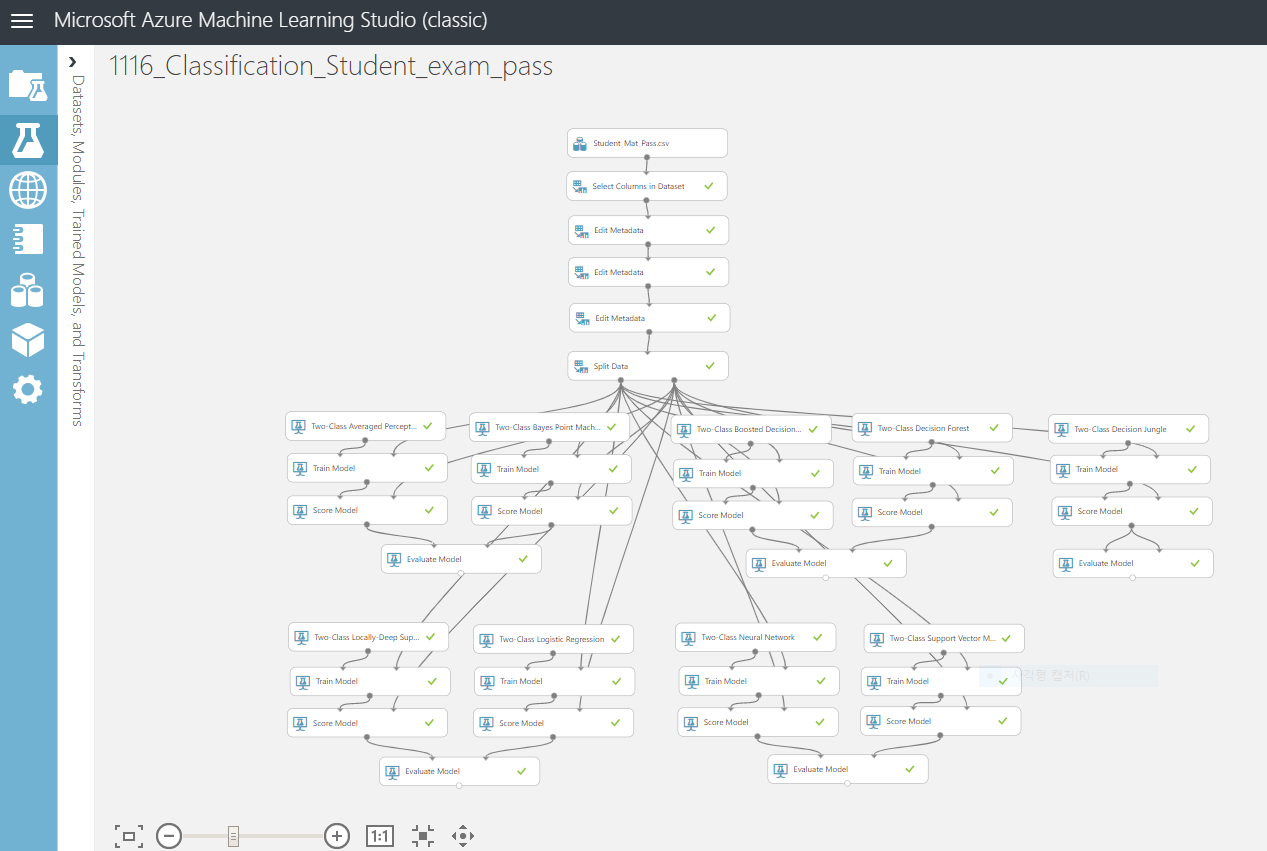 Microsoft Azure Machine Learning Studio (classic)
Datasets, Modules, Trained Models, and Transforms
1116_Classification_Student_exam_pass
Student_Mat_Pass.csv
Select Columns in Dataset
Edit Metadata
Edit Metadata
Edit Metadata
Split Data
Two-Class Averaged Percept...
Two-Class Bayes Point Mach...
Two-Class Boosted Decision...
Two-Class Decision Forest
Two-Class Decision Jungle
Train Model
Train Model
Train Model
Train Model
Train Model
Score Model
Score Model
Score Model
Score Model
Score Model
Evaluate Model
Evaluate Model
Evaluate Model
Two-Class Locally-Deep Sup...
Two-Class Logistic Regression
Two-Class Neural Network
Two-Class Support Vector M...
Train Model
Train Model
Train Model
Train Model
사각형 캡처(R)
Score Model
Score Model
Score Model
Score Model
Evaluate Model
Evaluate Model
1:1